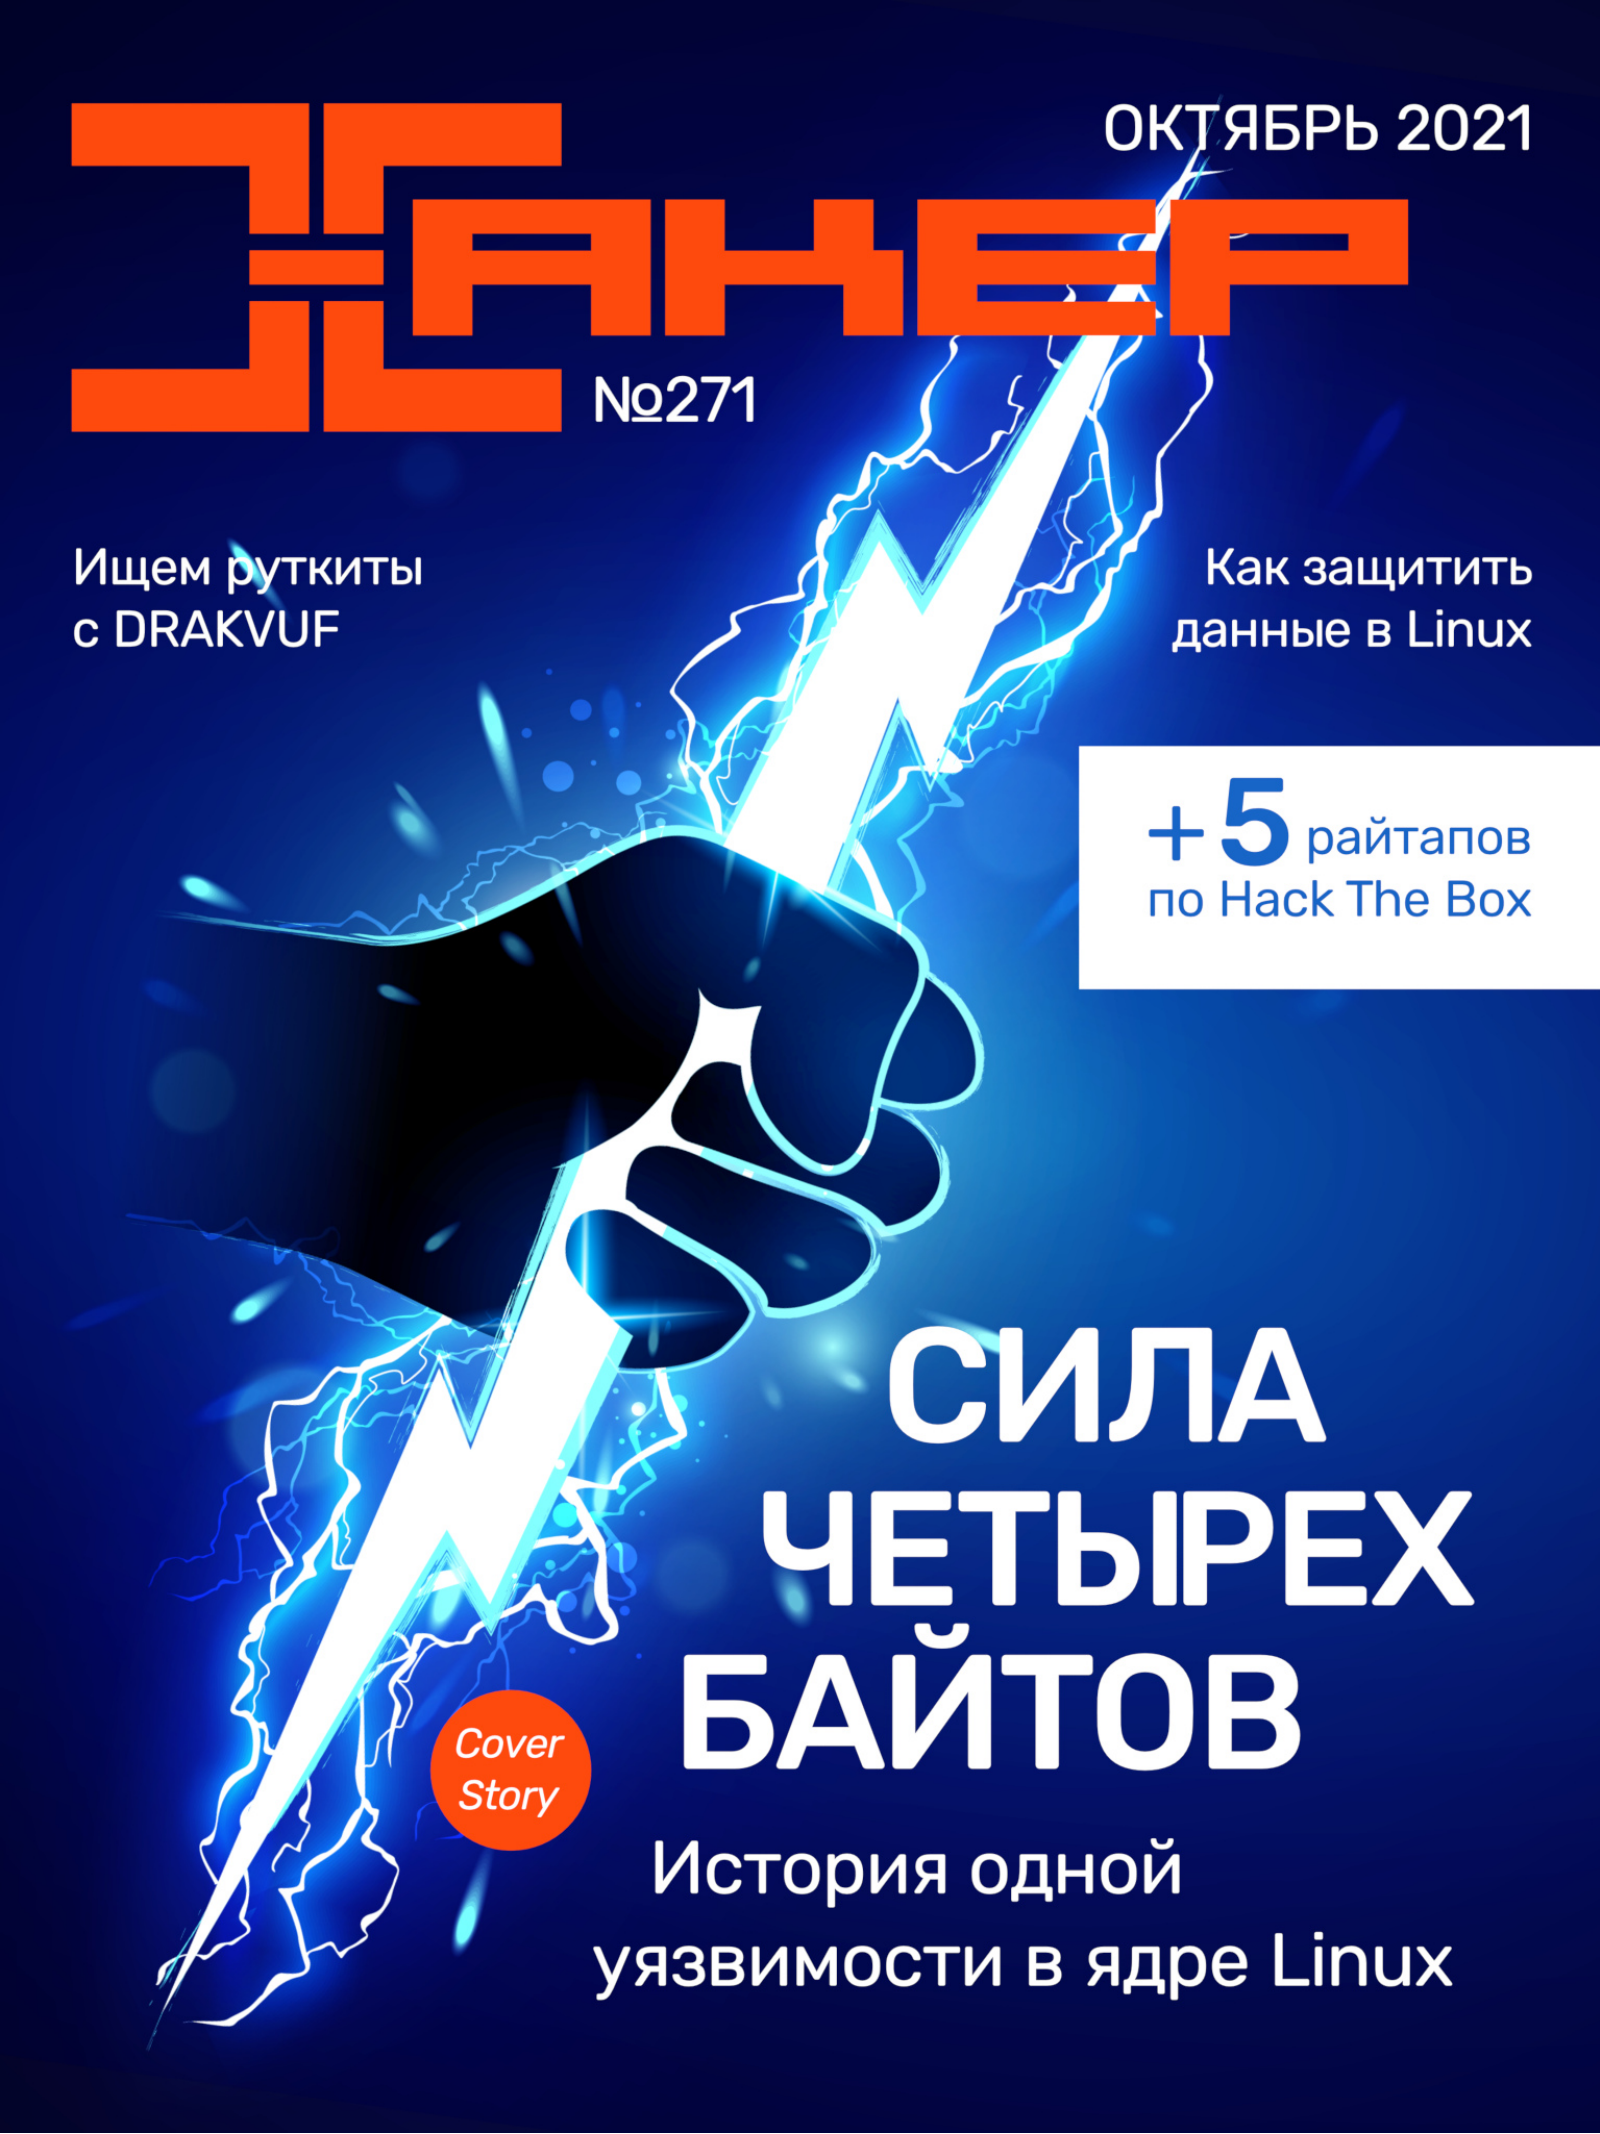 ОКТЯБРЬ 2021
ХАКЕР
№271
Ищем руткиты
с DRAKVUF
Как защитить
данные в Linux
+5 райтапов
по Hack The Box
СИЛА
ЧЕТЫРЕХ
БАЙТОВ
Cover
Story
История одной
уязвимости в ядре Linux